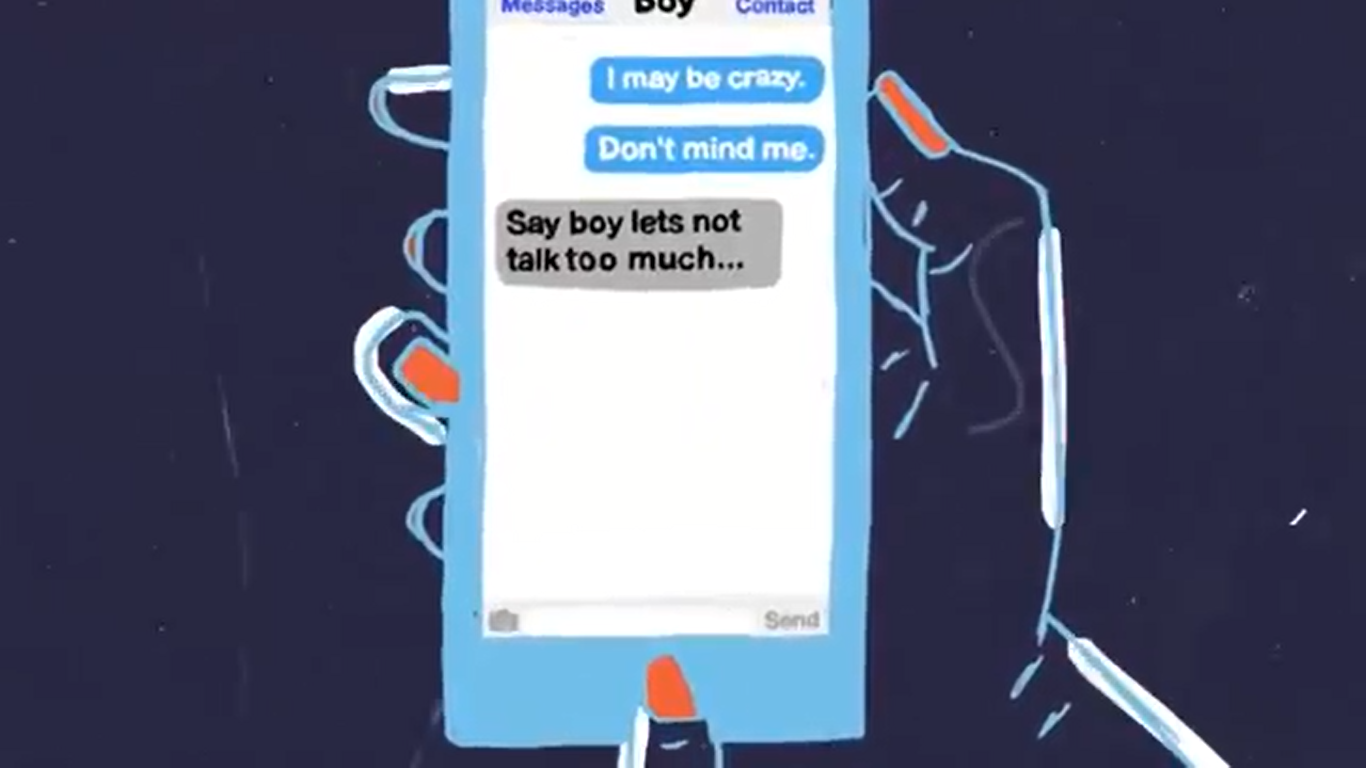 Messages Boy Contact
I may be crazy.
Don't mind me.
Say boy lets not
talk too much...
Send